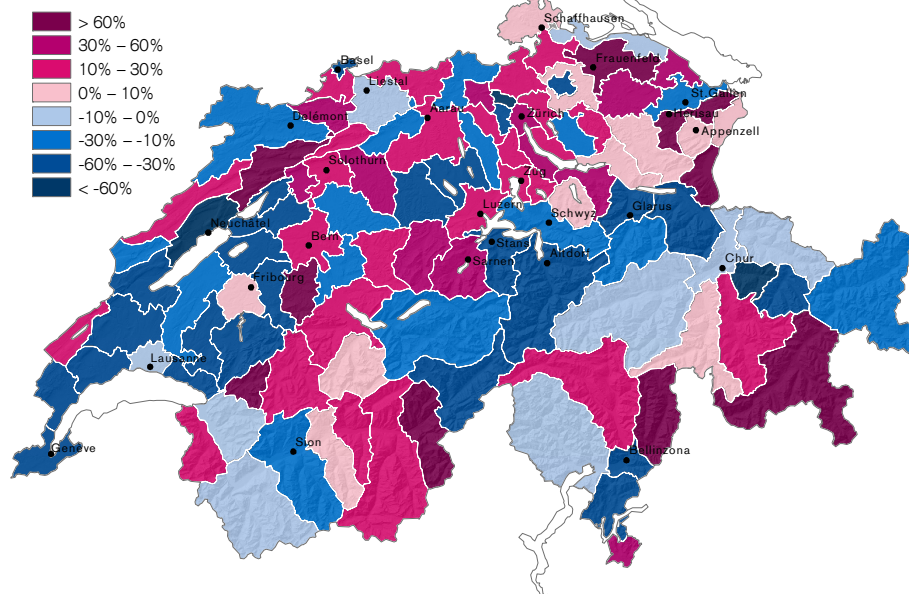 > 60%
30% – 60%
10% – 30%
0% – 10%
-10% – 0%
-30% – -10%
-60% – -30%
< -60%
Schaffhausen
Basel
Frauenfeld
Liestal
St.Gallen
Aarau
Zürich
Herisau
Delémont
Appenzell
Solothurn
Zug
Luzern
Glarus
Schwyz
Neuchâtel
Bern
Stans
Altdorf
Sarnen
Chur
Fribourg
Lausanne
Sion
Genève
Bellinzona